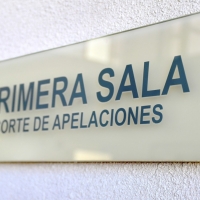 RIMERA SALA
ORTE DE APELACIONES